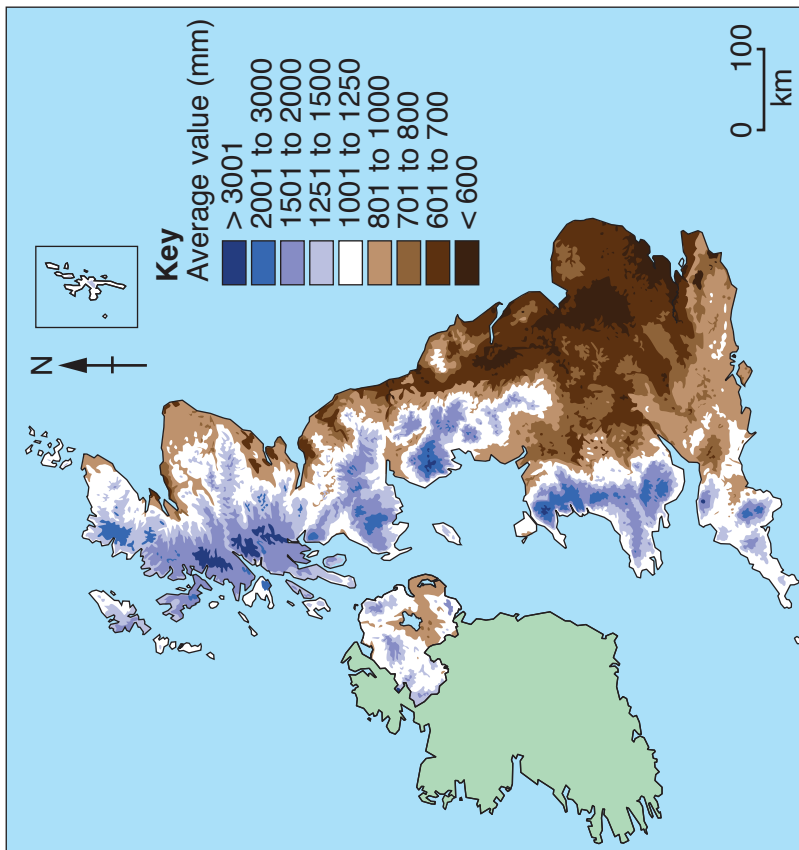 N
Key
Average value (mm)
> 3001
2001 to 3000
1501 to 2000
1251 to 1500
1001 to 1250
801 to 1000
701 to 800
601 to 700
< 600
0 100
km